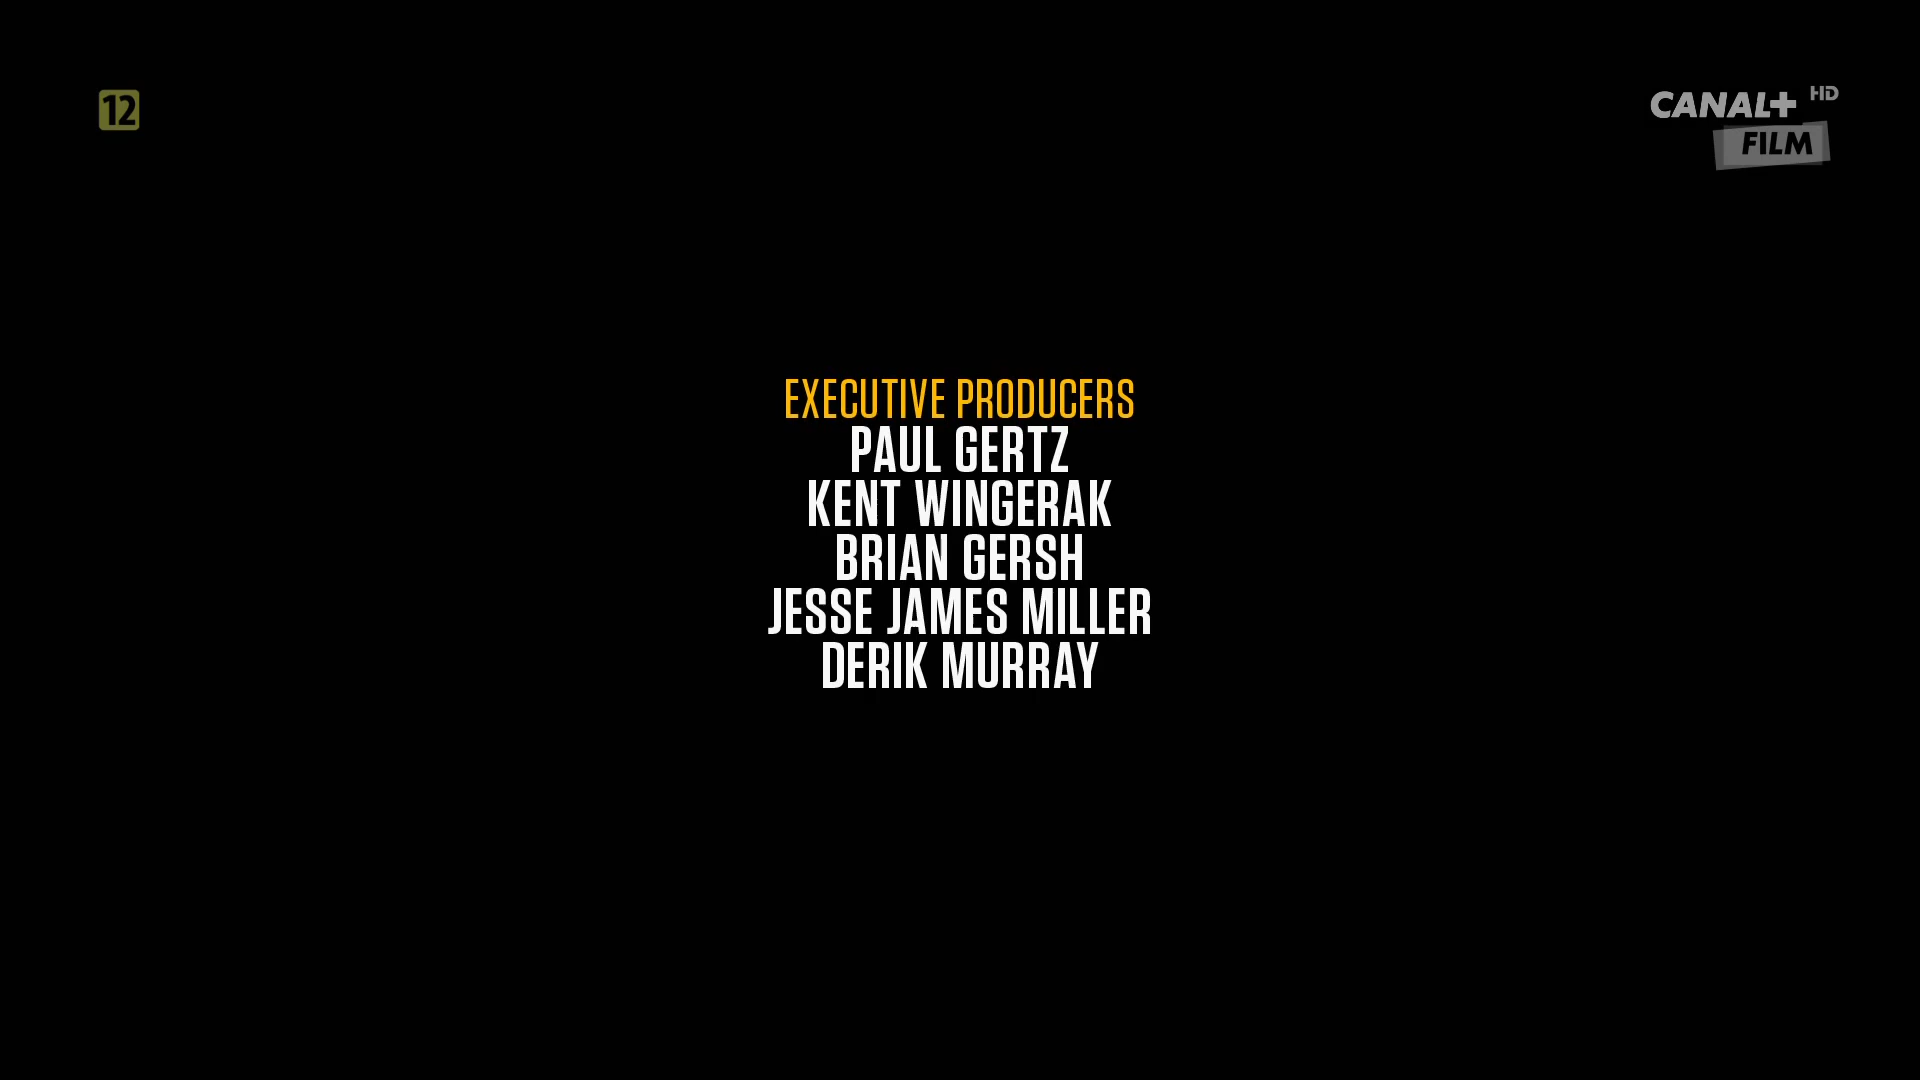 12
CANAL+ HD
FILM
EXECUTIVE PRODUCERS
PAUL GERTZ
KENT WINGERAK
BRIAN GERSH
JESSE JAMES MILLER
DERIK MURRAY